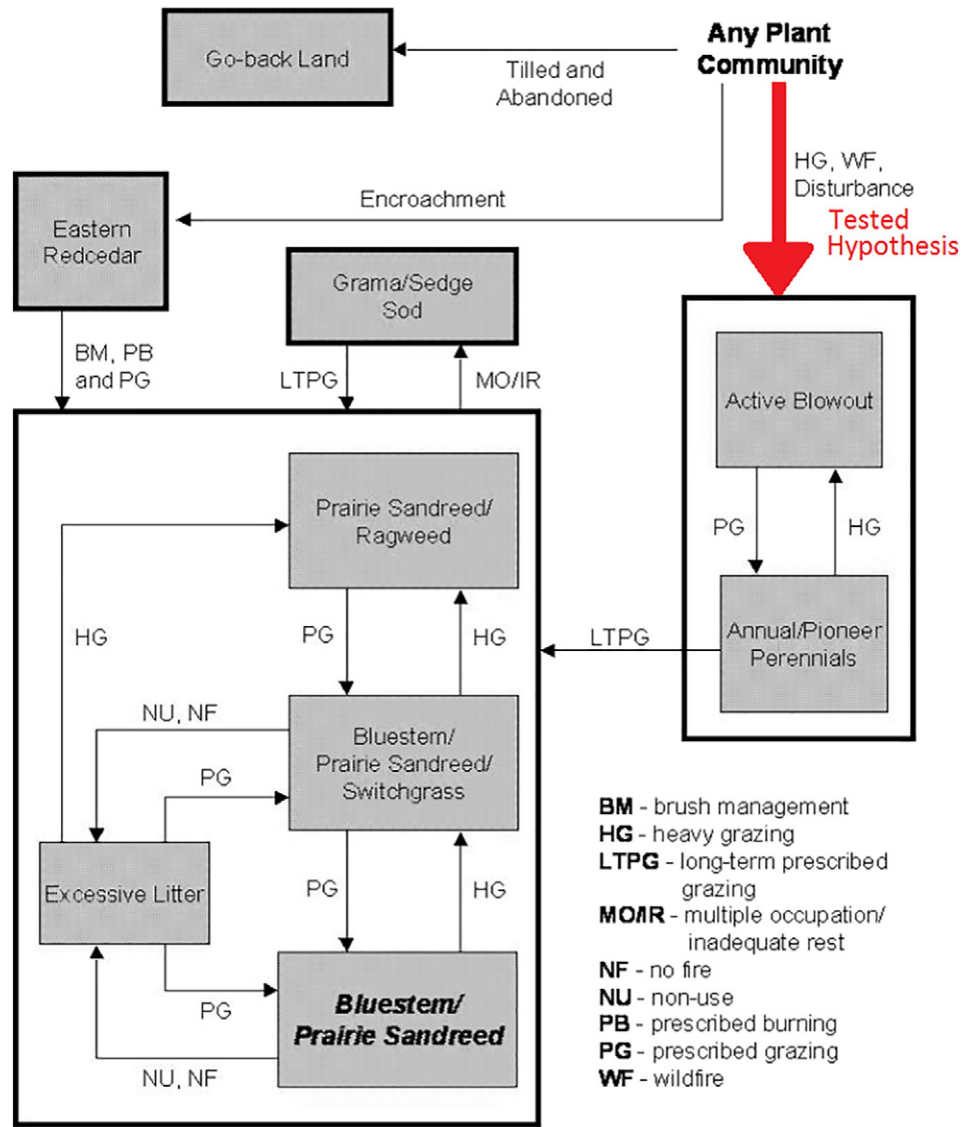 Any Plant
Community
Go-back Land
Tilled and
Abandoned
HG, WF,
Disturbance
Tested
Hypothesis
Encroachment
Eastern
Redcedar
Grama/Sedge
Sod
BM, PB
and PG
LTPG
MO/IR
Active Blowout
PG
HG
Annual/Pioneer
Perennials
LTPG
Prairie Sandreed/
Ragweed
HG
PG
HG
NU, NF
Bluestem/
Prairie Sandreed/
Switchgrass
PG
Excessive Litter
PG
HG
PG
Bluestem/
Prairie Sandreed
NU, NF
BM - brush management
HG - heavy grazing
LTPG - long-term prescribed
grazing
MO/IR - multiple occupation/
inadequate rest
NF - no fire
NU - non-use
PB - prescribed burning
PG - prescribed grazing
WF - wildfire